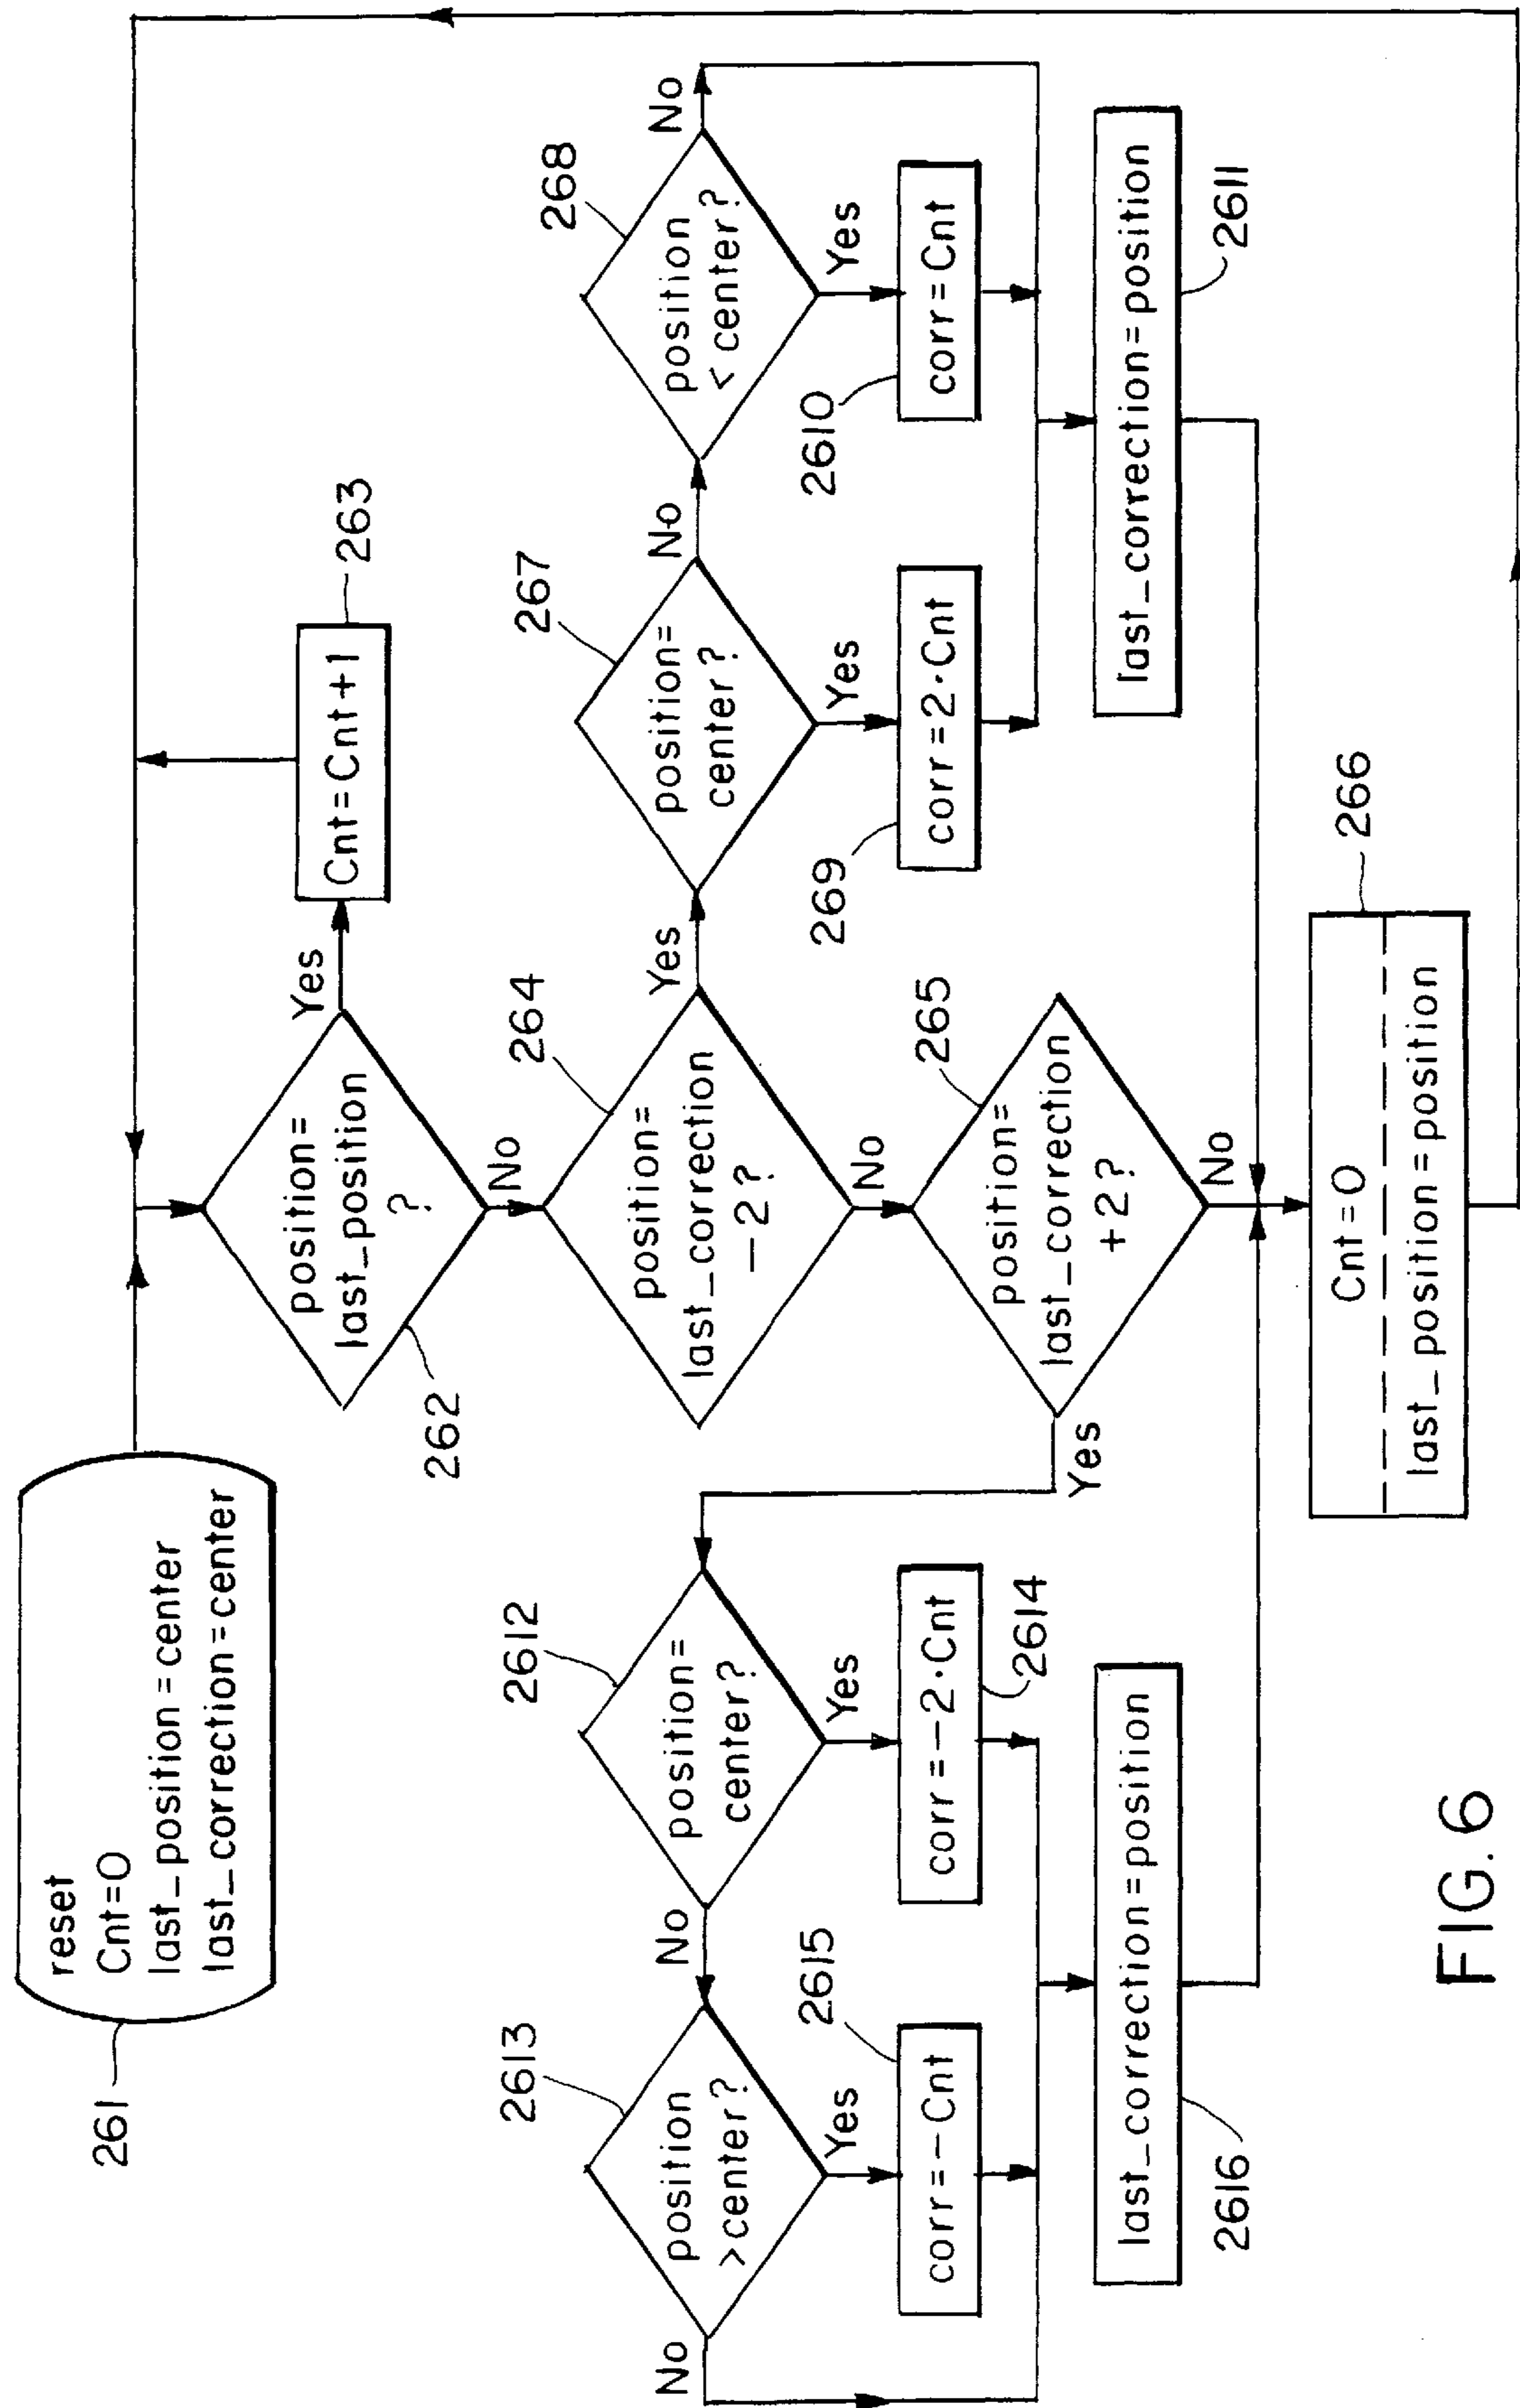 261
reset
Cnt=0
last_position=center
last_correction=center
262
position=
last_position
?
Yes
Cnt=Cnt+1
263
No
264
position=
last_correction
-2?
Yes
267
position=
center?
No
268
position
< center?
No
Yes
269
corr=2·Cnt
Yes
2610
corr=Cnt
last_correction=position
2611
No
265
position=
last_correction
+2?
Yes
No
2612
position=
center?
No
2613
position
>center?
No
Yes
corr=-2·Cnt
2614
Yes
2615
corr=-Cnt
last_correction=position
2616
266
Cnt=0
last_position=position
FIG. 6